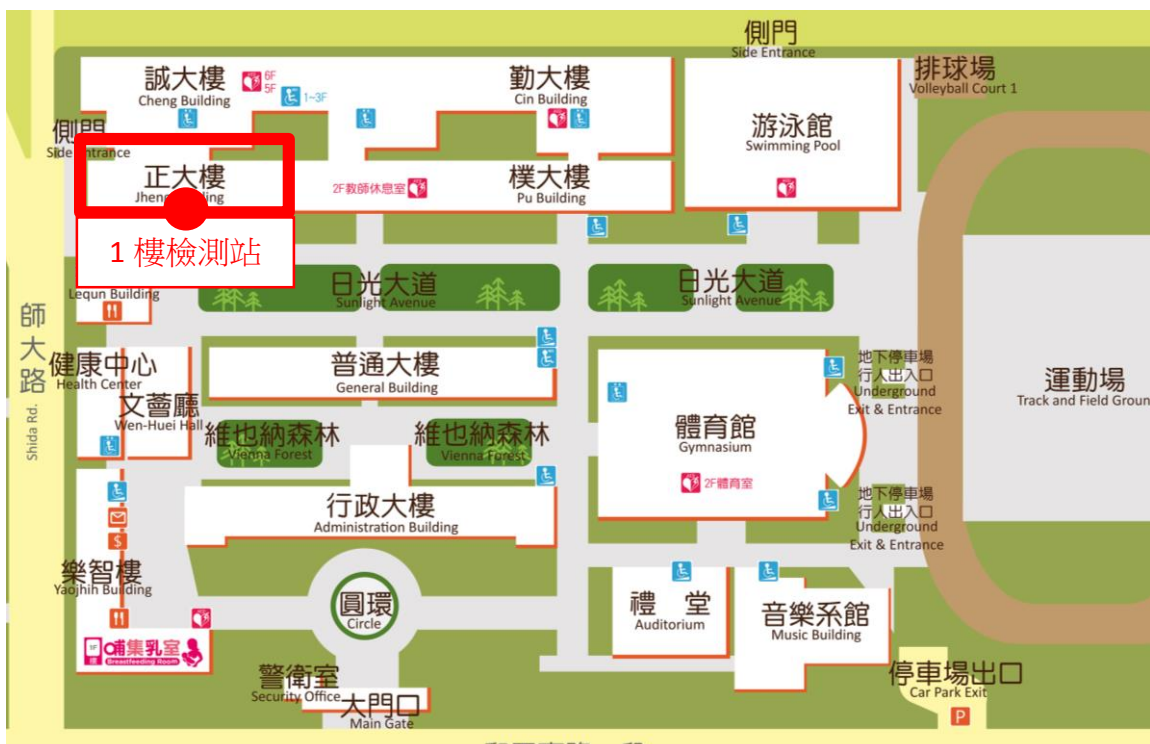 側門
Side Entrance
排球場
Volleyball Court 1
誠大樓
Cheng Building
6F
5F
1~3F
勤大樓
Cin Building
游泳館
Swimming Pool
側門
Side Entrance
正大樓
2F教師休息室
樸大樓
Pu Building
1 樓檢測站
Lequn Building
日光大道
Sunlight Avenue
日光大道
Sunlight Avenue
師大路
Shida Rd.
健康中心
Health Center
文薈廳
Wen-Huei Hall
普通大樓
General Building
維也納森林
Vienna Forest
維也納森林
Vienna Forest
體育館
Gymnasium
2F體育室
地下停車場
行人出入口
Underground
Exit & Entrance
運動場
Track and Field Groun
地下停車場
行人出入口
Underground
Exit & Entrance
行政大樓
Administration Building
$
樂智樓
Yaojhih Building
哺集乳室
Breastfeeding Room
圓環
Circle
禮 堂
Auditorium
音樂系館
Music Building
警衛室
Security Office
大門口
Main Gate
停車場出口
Car Park Exit
P